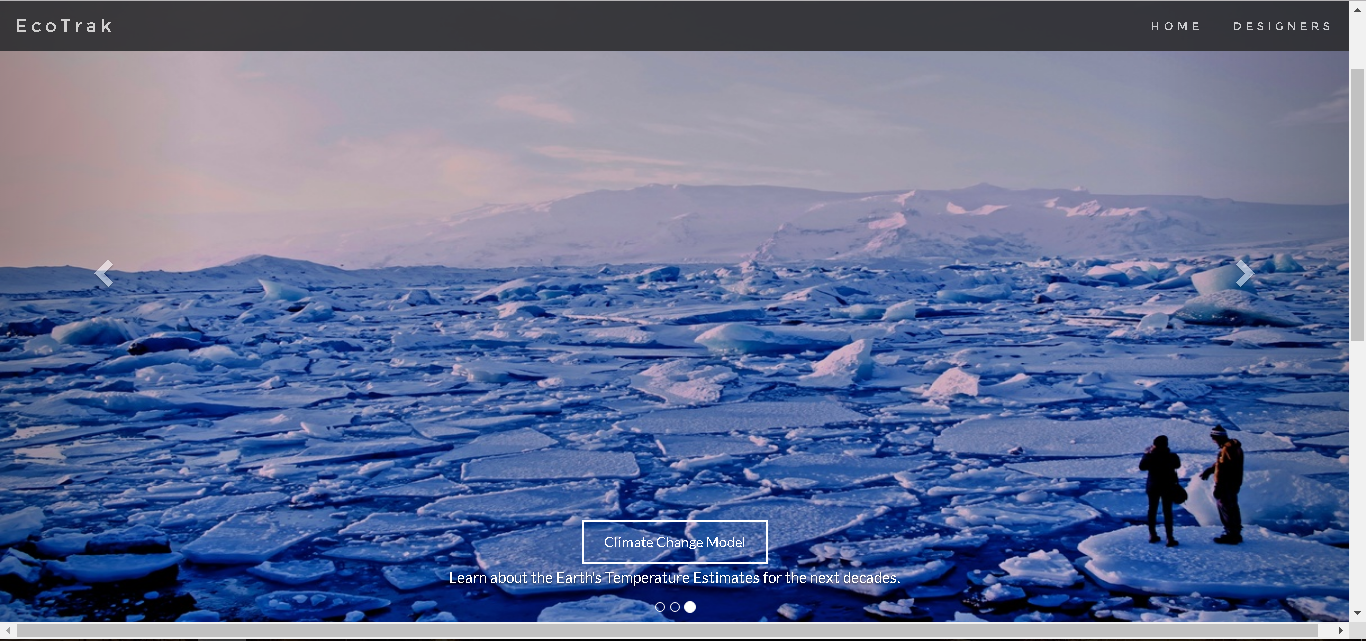 EcoTrak
HOME DESIGNERS
Climate Change Model
Learn about the Earth's Temperature Estimates for the next decades.